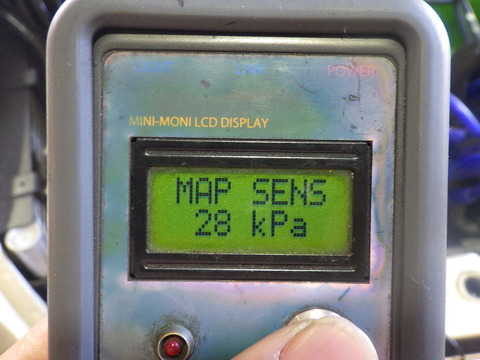 POWER
MINI-MONI LCD DISPLAY
MAP SENS
28 kPa